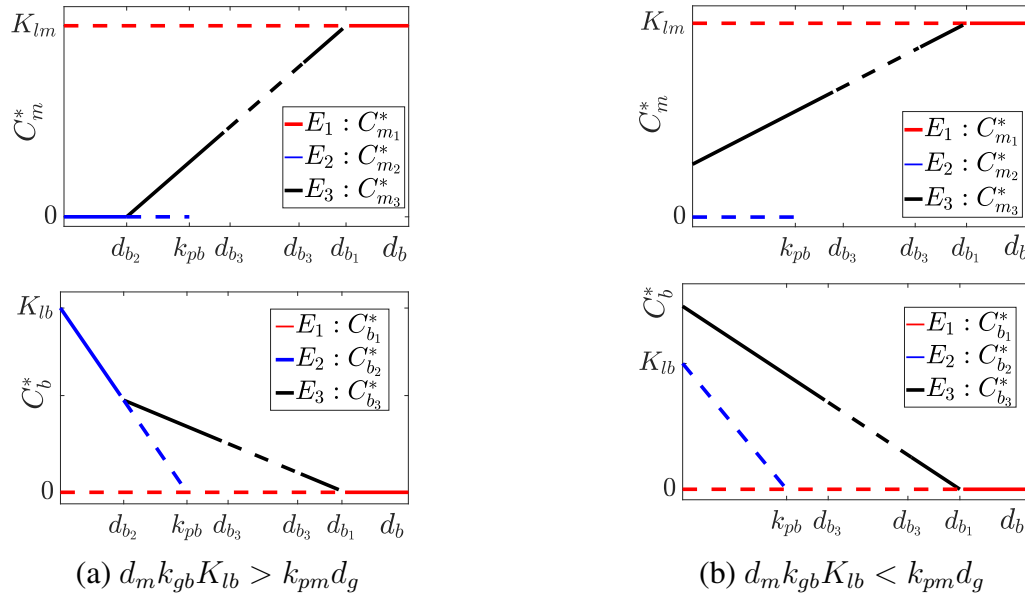 K_{lm}
C_m^*
0
E_1 : C_{m_1}^*
E_2 : C_{m_2}^*
E_3 : C_{m_3}^*
d_{b_2} k_{pb} d_{b_3} d_{b_3} d_{b_1} d_b
K_{lb}
C_b^*
0
E_1 : C_{b_1}^*
E_2 : C_{b_2}^*
E_3 : C_{b_3}^*
d_{b_2} k_{pb} d_{b_3} d_{b_3} d_{b_1} d_b
(a) d_m k_{gb} K_{lb} > k_{pm} d_g
K_{lm}
C_m^*
0
E_1 : C_{m_1}^*
E_2 : C_{m_2}^*
E_3 : C_{m_3}^*
k_{pb} d_{b_3} d_{b_3} d_{b_1} d_b
C_b^*
K_{lb}
0
E_1 : C_{b_1}^*
E_2 : C_{b_2}^*
E_3 : C_{b_3}^*
k_{pb} d_{b_3} d_{b_3} d_{b_1} d_b
(b) d_m k_{gb} K_{lb} < k_{pm} d_g